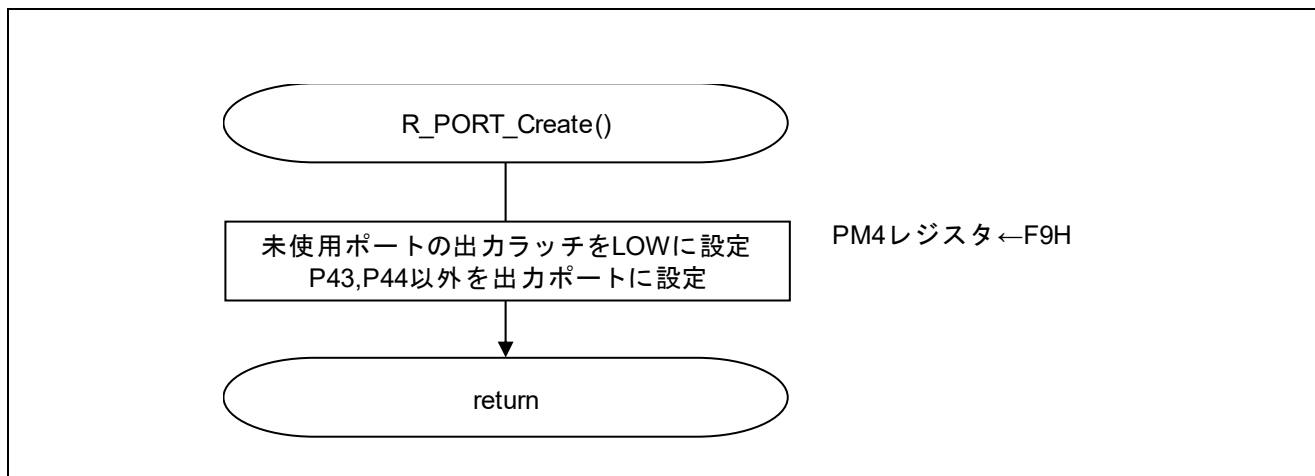 R_PORT_Create()
未使用ポートの出力ラッチをLOWに設定
P43,P44以外を出力ポートに設定
PM4レジスタ←F9H
return